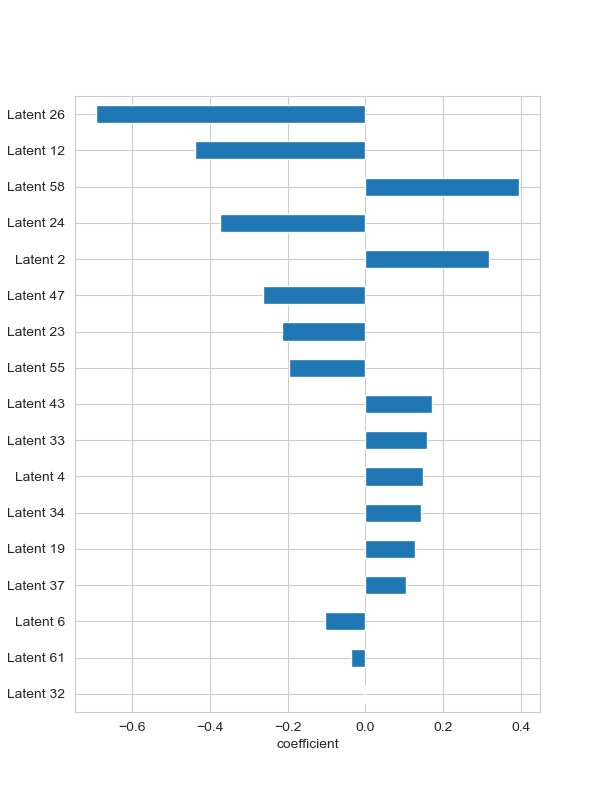 Latent 26
Latent 12
Latent 58
Latent 24
Latent 2
Latent 47
Latent 23
Latent 55
Latent 43
Latent 33
Latent 4
Latent 34
Latent 19
Latent 37
Latent 6
Latent 61
Latent 32
−0.6 −0.4 −0.2 0.0 0.2 0.4
coefficient